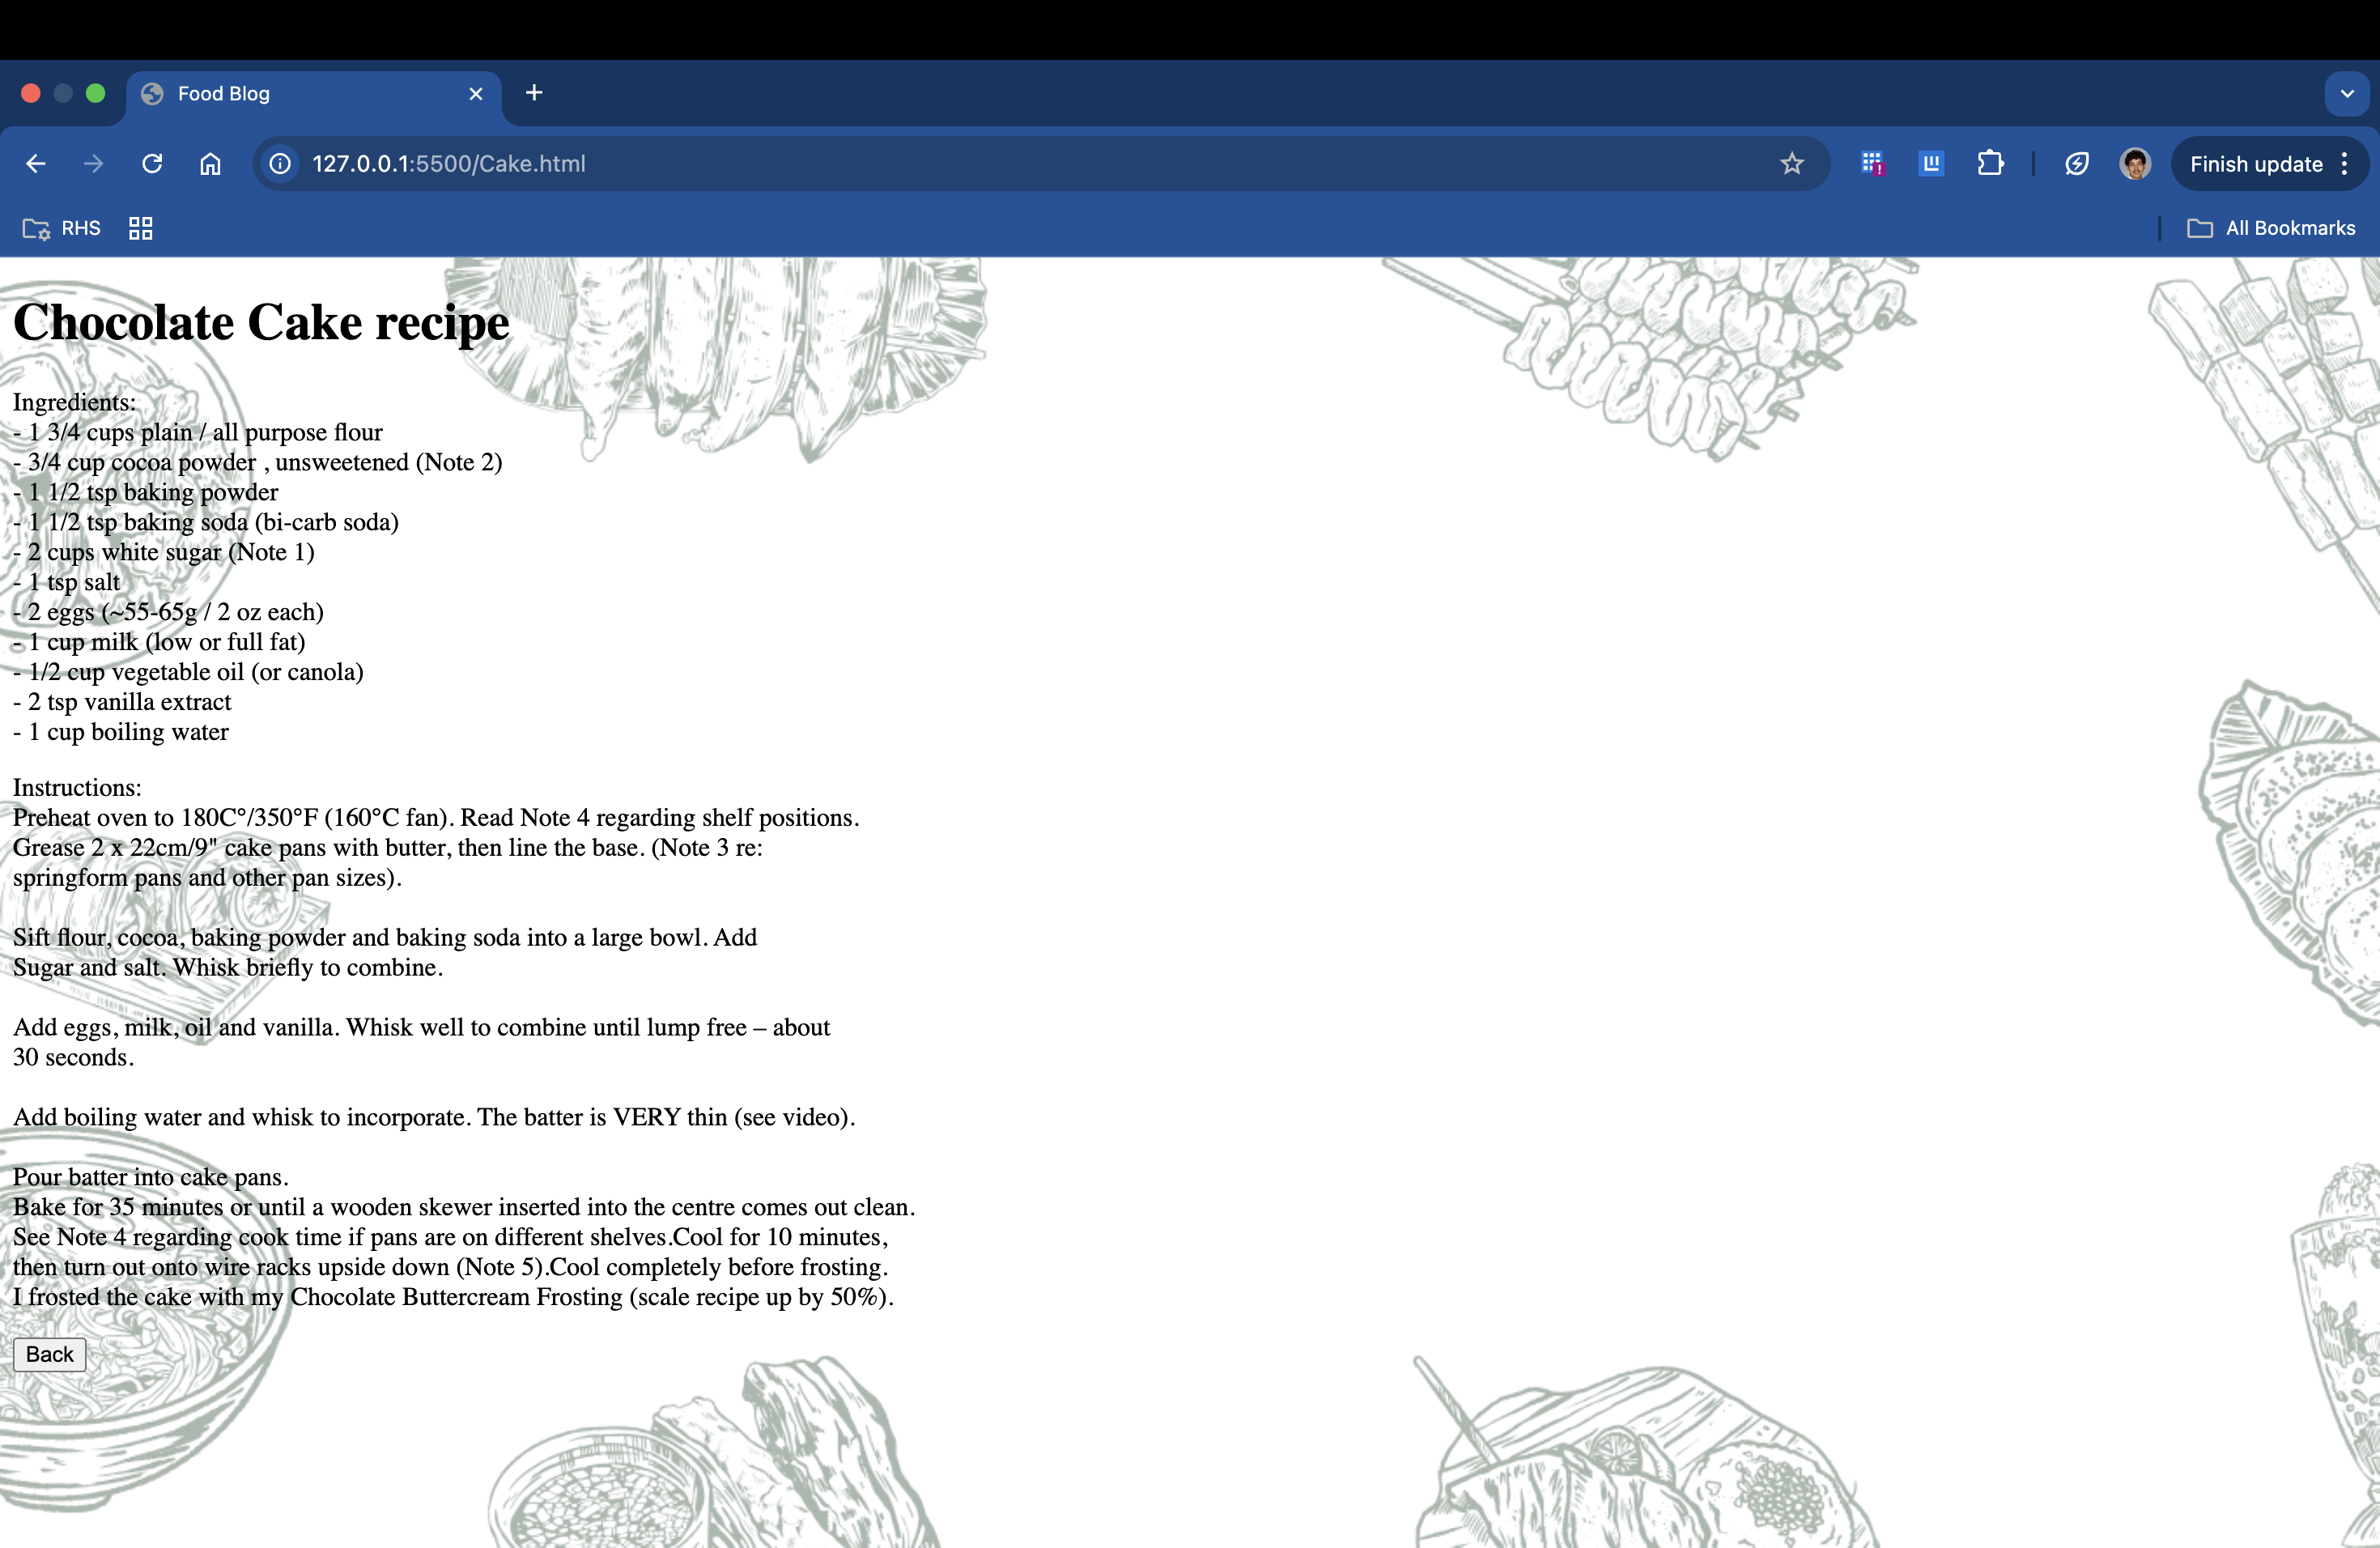 Food Blog
127.0.0.1:5500/Cake.html
Finish update
RHS
All Bookmarks
Chocolate Cake recipe
Ingredients:
- 1 3/4 cups plain / all purpose flour
- 3/4 cup cocoa powder , unsweetened (Note 2)
- 1 1/2 tsp baking powder
- 1 1/2 tsp baking soda (bi-carb soda)
- 2 cups white sugar (Note 1)
- 1 tsp salt
- 2 eggs (~55-65g / 2 oz each)
- 1 cup milk (low or full fat)
- 1/2 cup vegetable oil (or canola)
- 2 tsp vanilla extract
- 1 cup boiling water
Instructions:
Preheat oven to 180C°/350°F (160°C fan). Read Note 4 regarding shelf positions.
Grease 2 x 22cm/9" cake pans with butter, then line the base. (Note 3 re:
springform pans and other pan sizes).
Sift flour, cocoa, baking powder and baking soda into a large bowl. Add
Sugar and salt. Whisk briefly to combine.
Add eggs, milk, oil and vanilla. Whisk well to combine until lump free – about
30 seconds.
Add boiling water and whisk to incorporate. The batter is VERY thin (see video).
Pour batter into cake pans.
Bake for 35 minutes or until a wooden skewer inserted into the centre comes out clean.
See Note 4 regarding cook time if pans are on different shelves.Cool for 10 minutes,
then turn out onto wire racks upside down (Note 5).Cool completely before frosting.
I frosted the cake with my Chocolate Buttercream Frosting (scale recipe up by 50%).
Back